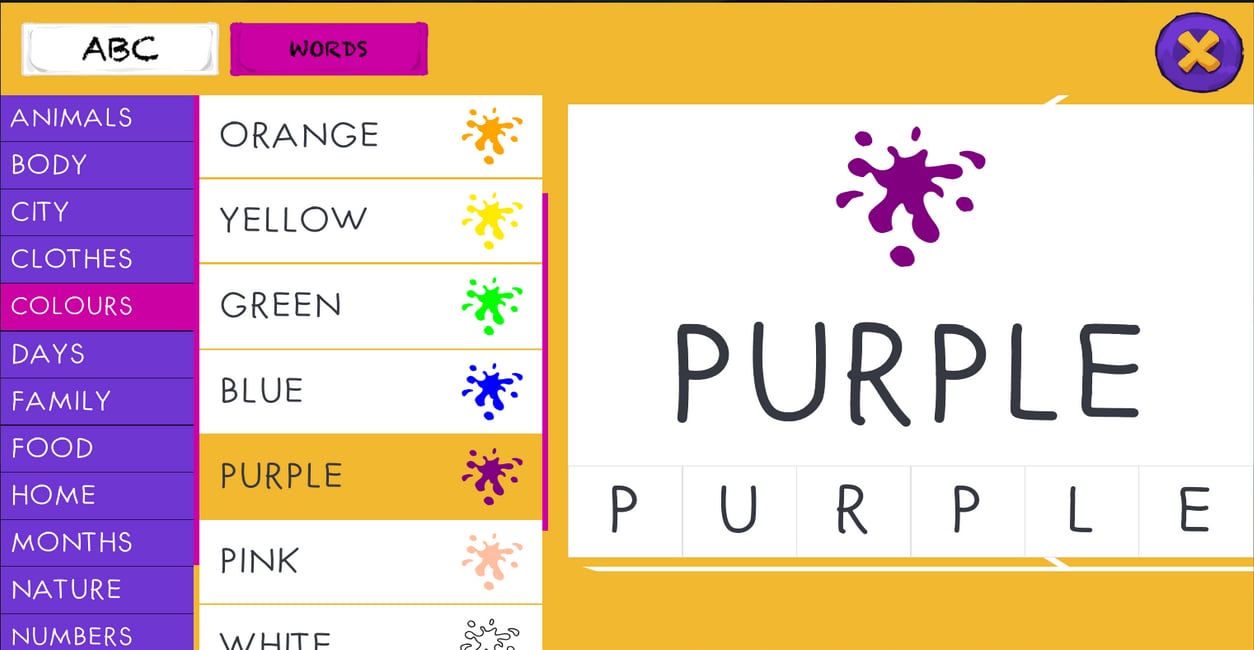 ABC
WORDS
ANIMALS
BODY
CITY
CLOTHES
COLOURS
DAYS
FAMILY
FOOD
HOME
MONTHS
NATURE
NUMBERS
ORANGE
YELLOW
GREEN
BLUE
PURPLE
PINK
WHITE
PURPLE
P U R P L E